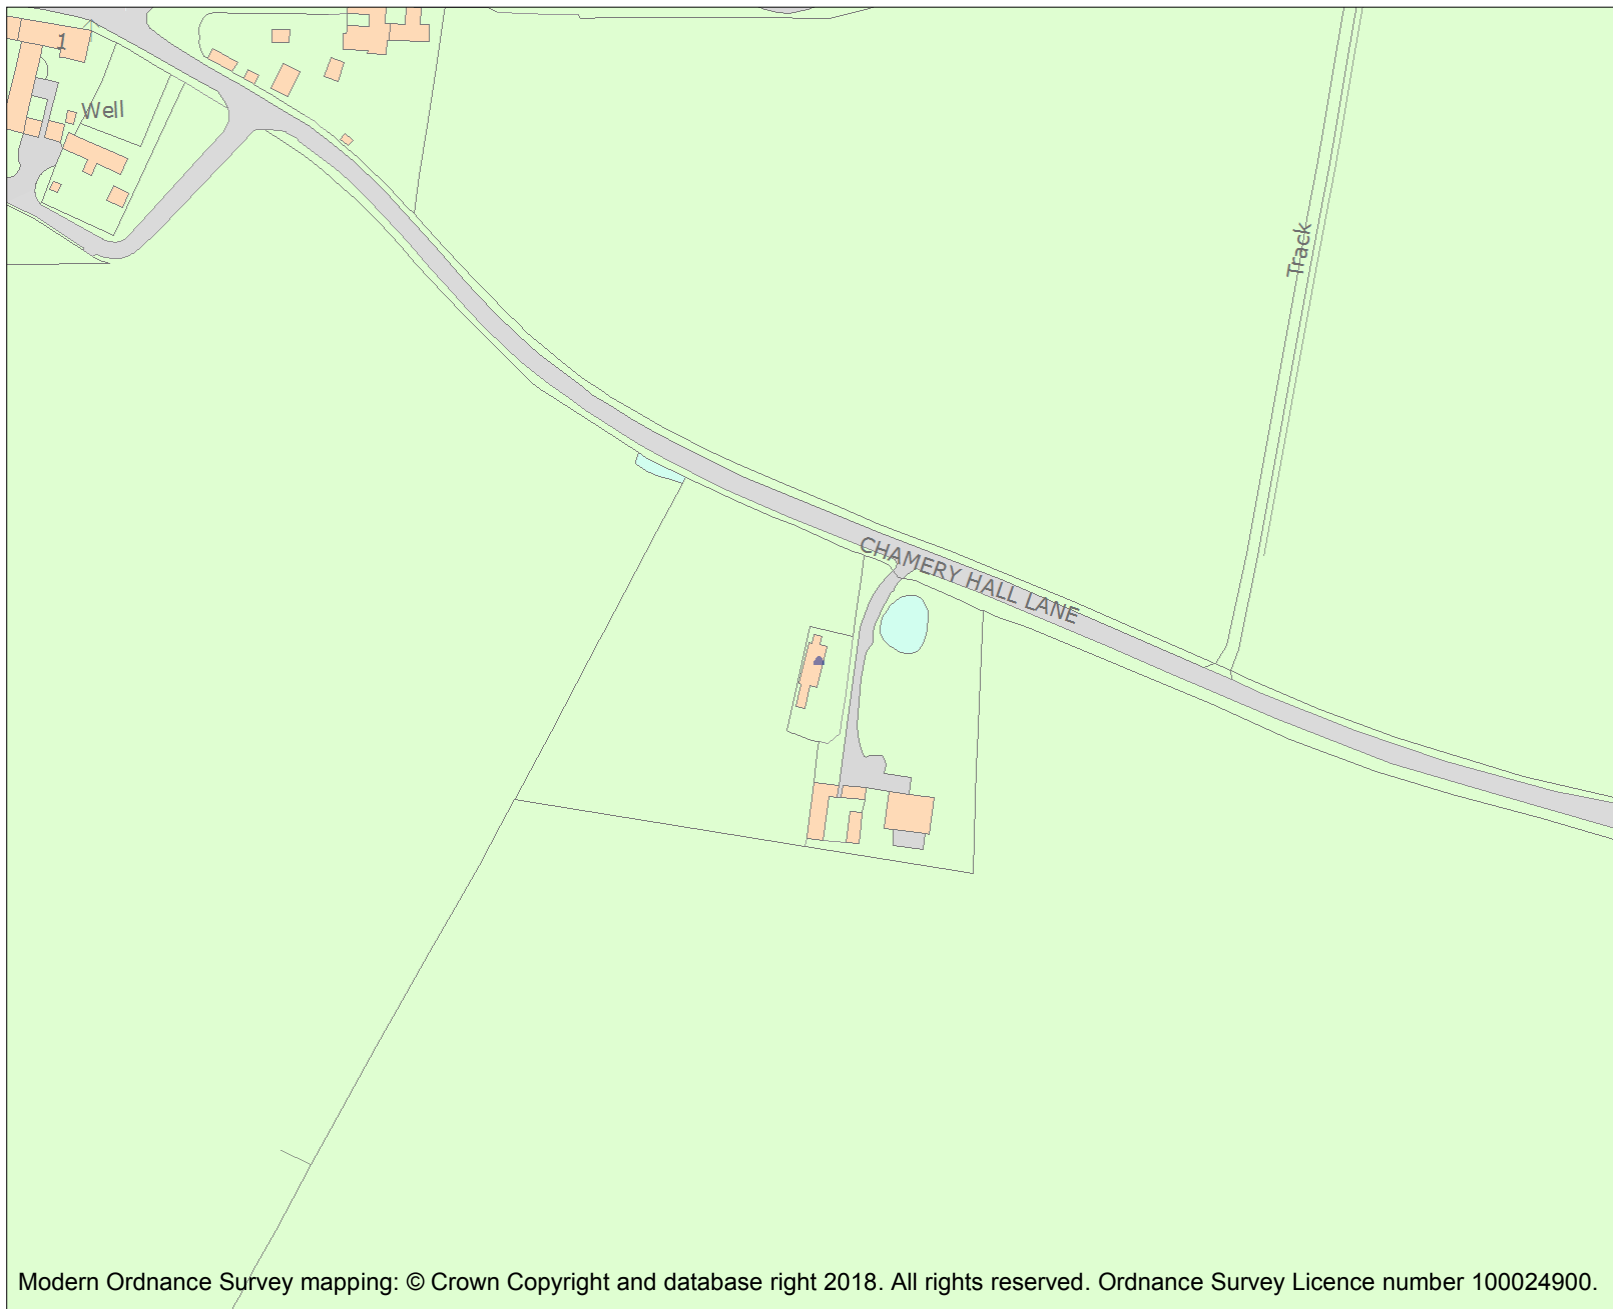 1
Well
Track
CHAMERY HALL LANE
Modern Ordnance Survey mapping: © Crown Copyright and database right 2018. All rights reserved. Ordnance Survey Licence number 100024900.